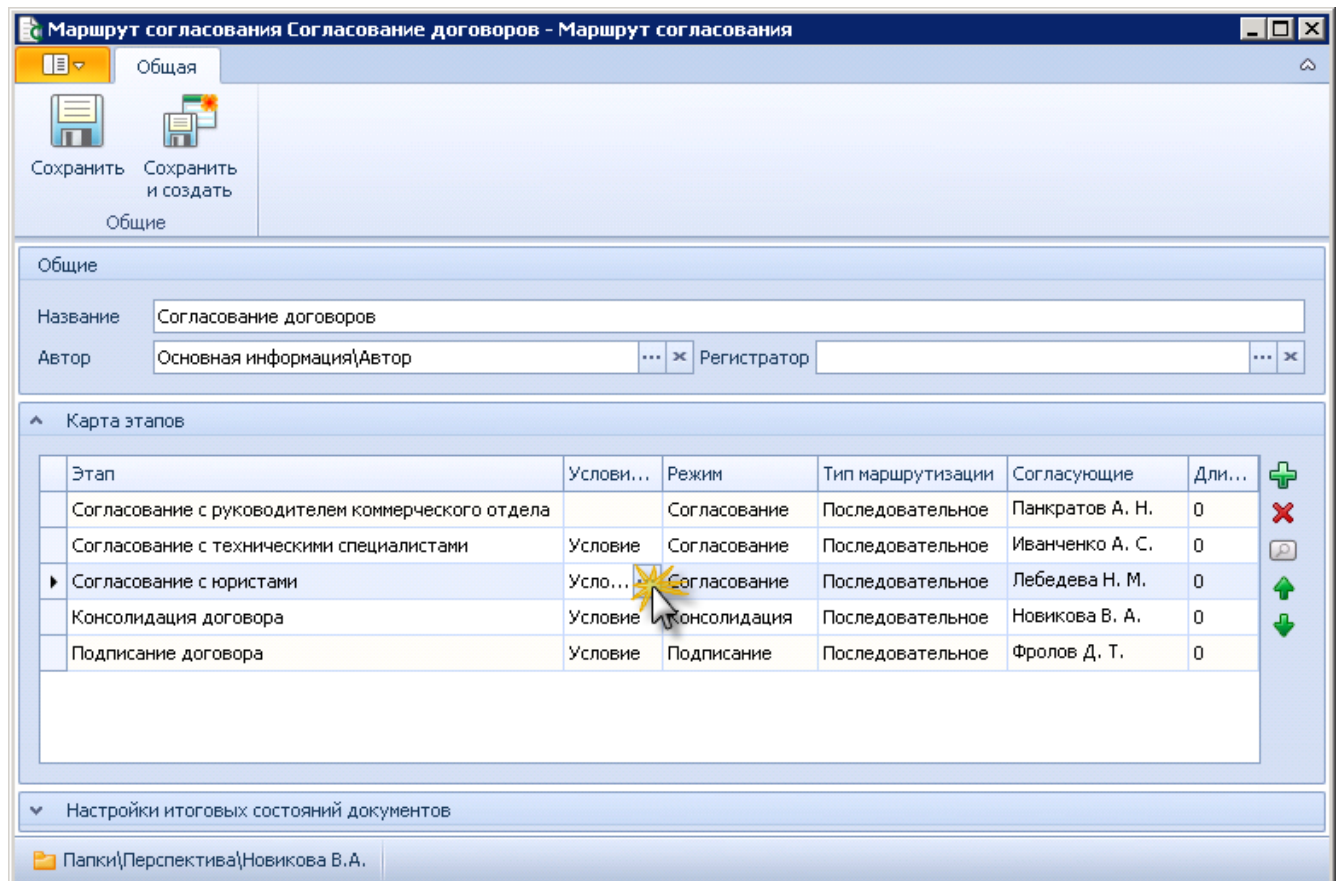 Маршрут согласования Согласование договоров - Маршрут согласования
Общая
Сохранить Сохранить
и создать
Общие
Общие
Название Согласование договоров
Автор Основная информация\Автор ... Регистратор ...
Карта этапов
Этап Услови... Режим Тип маршрутизации Согласующие Дли...
Согласование с руководителем коммерческого отдела Согласование Последовательное Панкратов А. Н. 0
Согласование с техническими специалистами Условие Согласование Последовательное Иванченко А. С. 0
Согласование с юристами Усло... Согласование Последовательное Лебедева Н. М. 0
Консолидация договора Условие Консолидация Последовательное Новикова В. А. 0
Подписание договора Условие Подписание Последовательное Фролов Д. Т. 0
Настройки итоговых состояний документов
Папки\Перспектива\Новикова В.А.